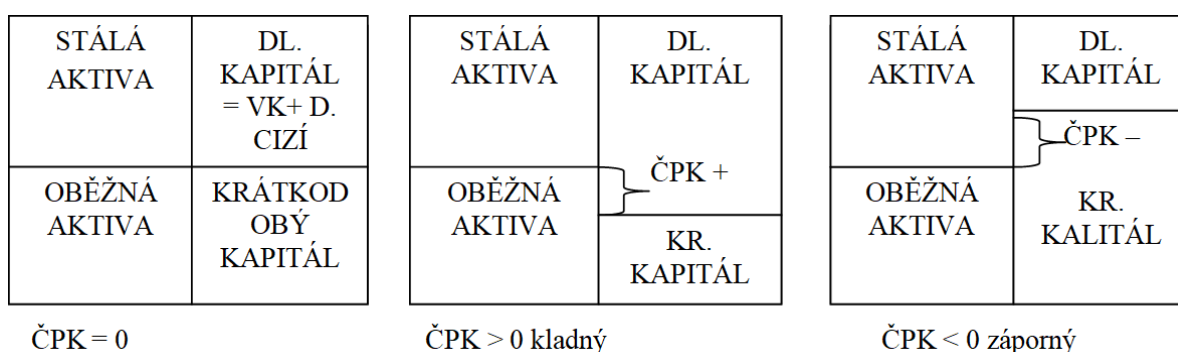 STÁLÁ
AKTIVA
DL.
KAPITÁL
= VK+ D.
CIZÍ
OBĚŽNÁ
AKTIVA
KRÁTKOD
OBÝ
KAPITÁL
ČPK = 0
STÁLÁ
AKTIVA
DL.
KAPITÁL
ČPK +
OBĚŽNÁ
AKTIVA
KR.
KAPITÁL
ČPK > 0 kladný
STÁLÁ
AKTIVA
DL.
KAPITÁL
ČPK –
OBĚŽNÁ
AKTIVA
KR.
KALITÁL
ČPK < 0 záporný